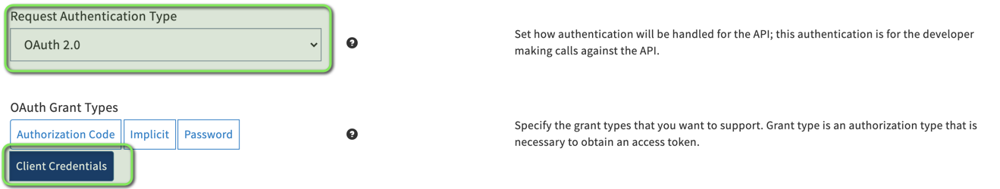 Request Authentication Type
OAuth 2.0
?
Set how authentication will be handled for the API; this authentication is for the developer
making calls against the API.
OAuth Grant Types
Authorization Code Implicit Password
?
Specify the grant types that you want to support. Grant type is an authorization type that is
necessary to obtain an access token.
Client Credentials